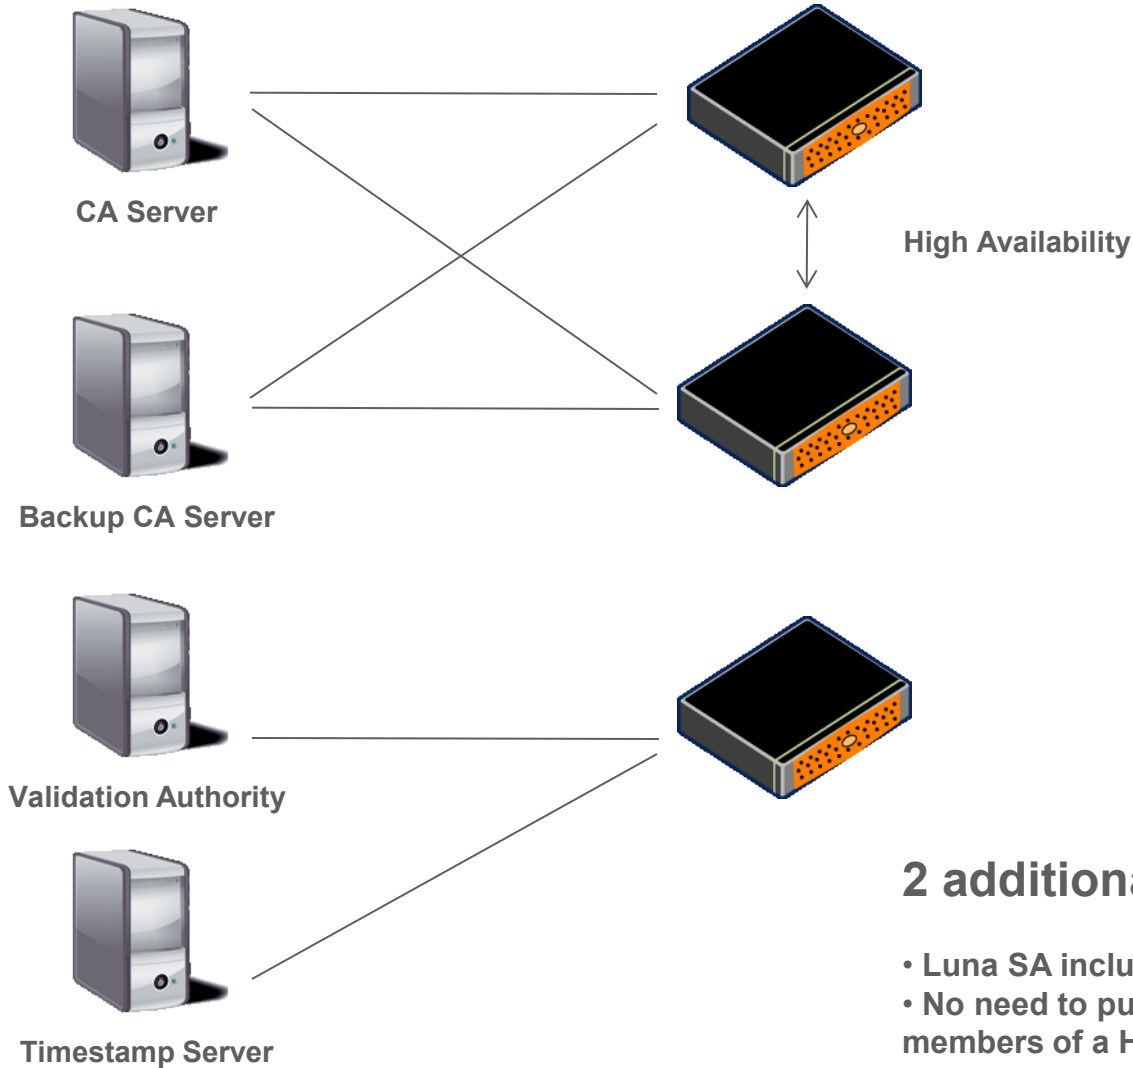 CA Server
High Availability
Backup CA Server
Validation Authority
2 addition
• Luna SA inclu
• No need to pu
members of a H
Timestamp Server